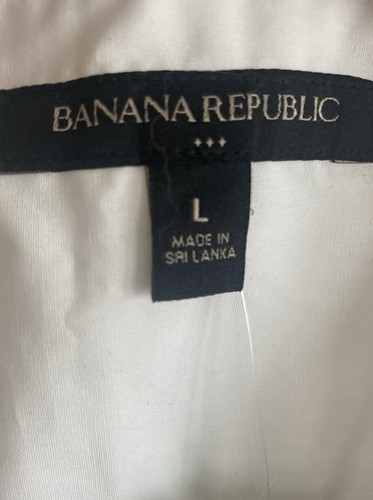 BANANA REPUBLIC
L
MADE IN
SRI LANKA